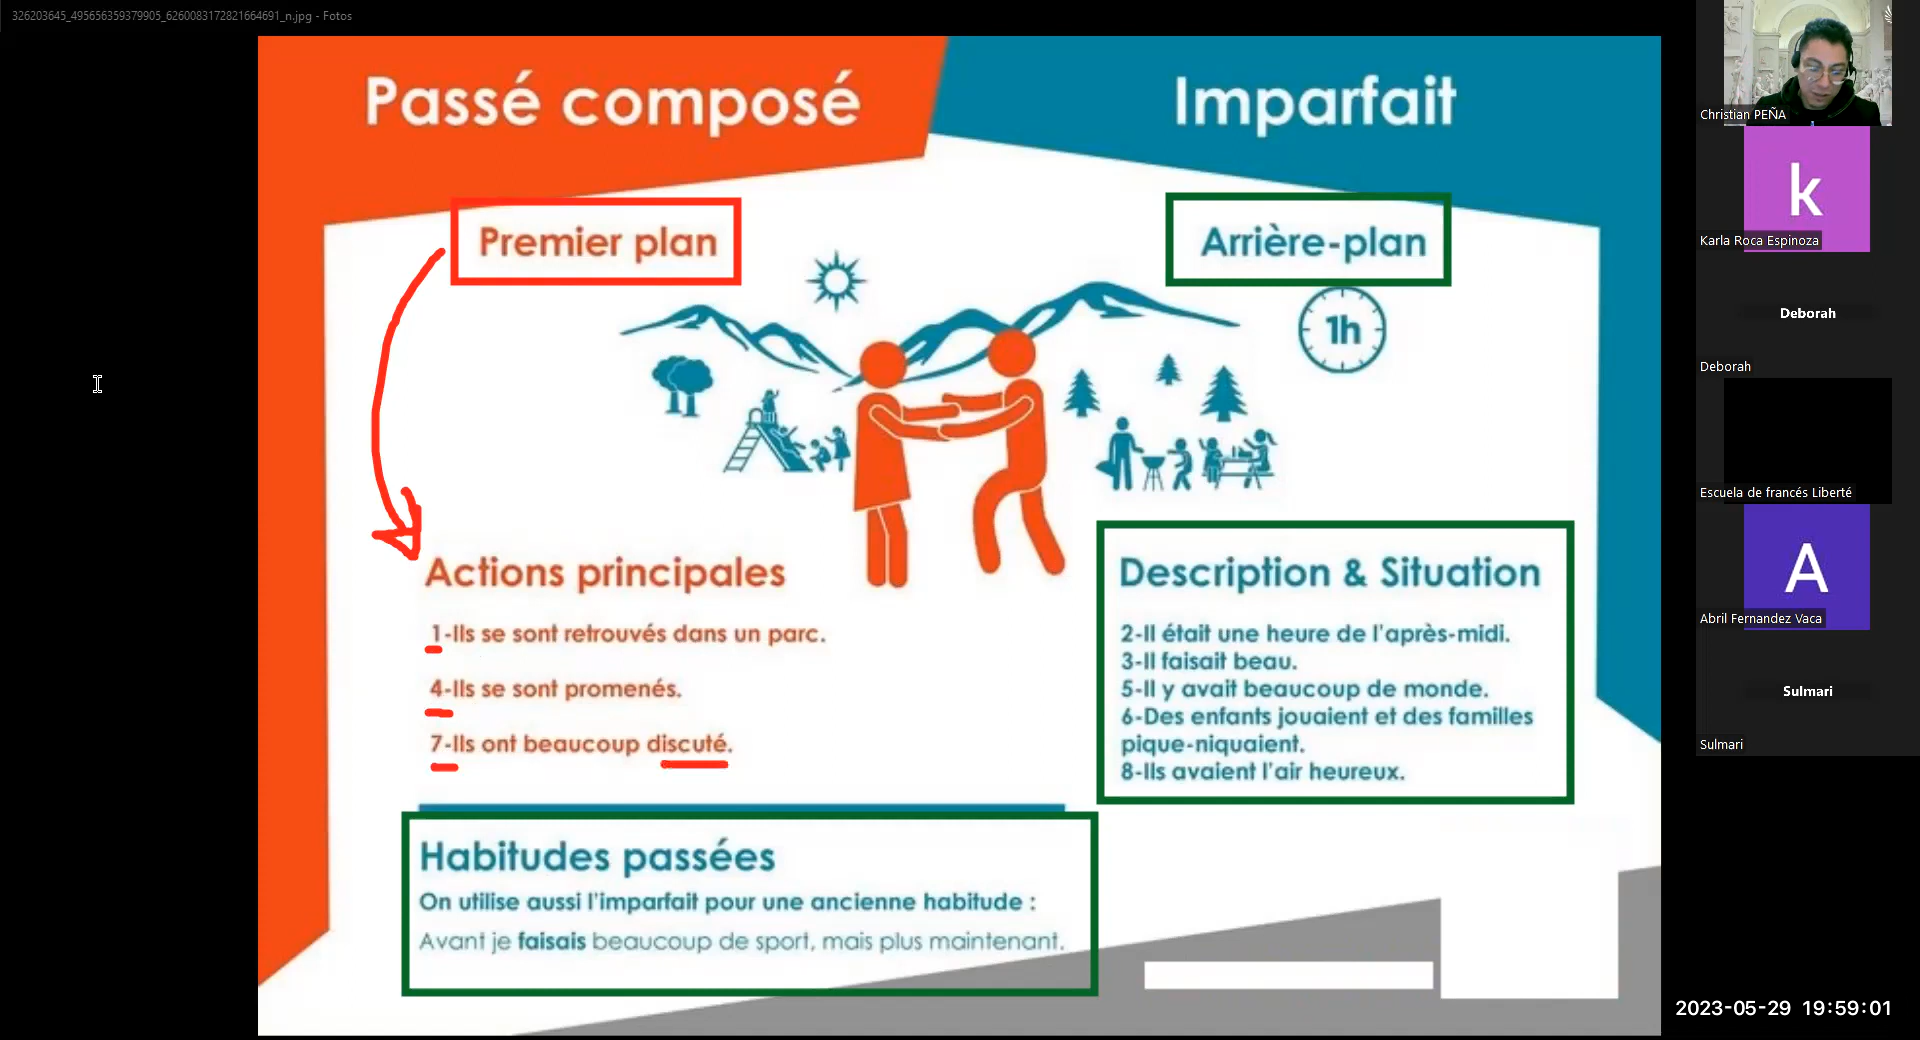 326203645_495656359379905_6260083172821664691_n.jpg - Fotos
Passé composé
Imparfait
Premier plan
Arrière-plan
1h
Actions principales
1-Ils se sont retrouvés dans un parc.
4-Ils se sont promenés.
7-Ils ont beaucoup discuté.
Description & Situation
2-Il était une heure de l'après-midi.
3-Il faisait beau.
5-Il y avait beaucoup de monde.
6-Des enfants jouaient et des familles
pique-niquaient.
8-Ils avaient l'air heureux.
Habitudes passées
On utilise aussi l'imparfait pour une ancienne habitude :
Avant je faisais beaucoup de sport, mais plus maintenant.
Christian PEÑA
k
Karla Roca Espinoza
Deborah
Deborah
Escuela de francés Liberté
A
Abril Fernandez Vaca
Sulmari
Sulmari
2023-05-29 19:59:01